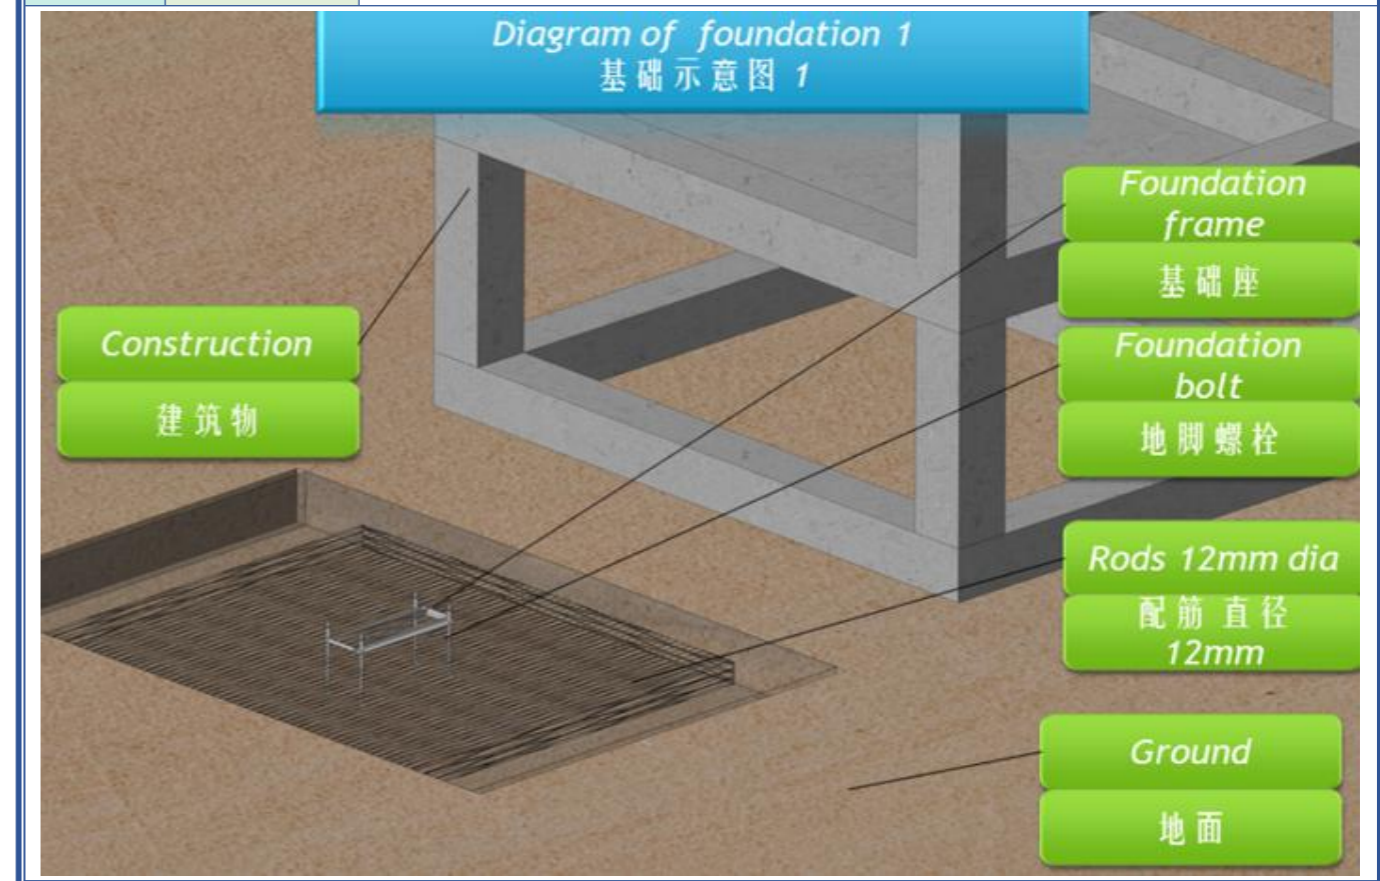 Diagram of foundation 1
基础示意图 1
Foundation
frame
基础座
Foundation
bolt
地脚螺栓
Construction
建筑物
Rods 12mm dia
配筋 直径
12mm
Ground
地面